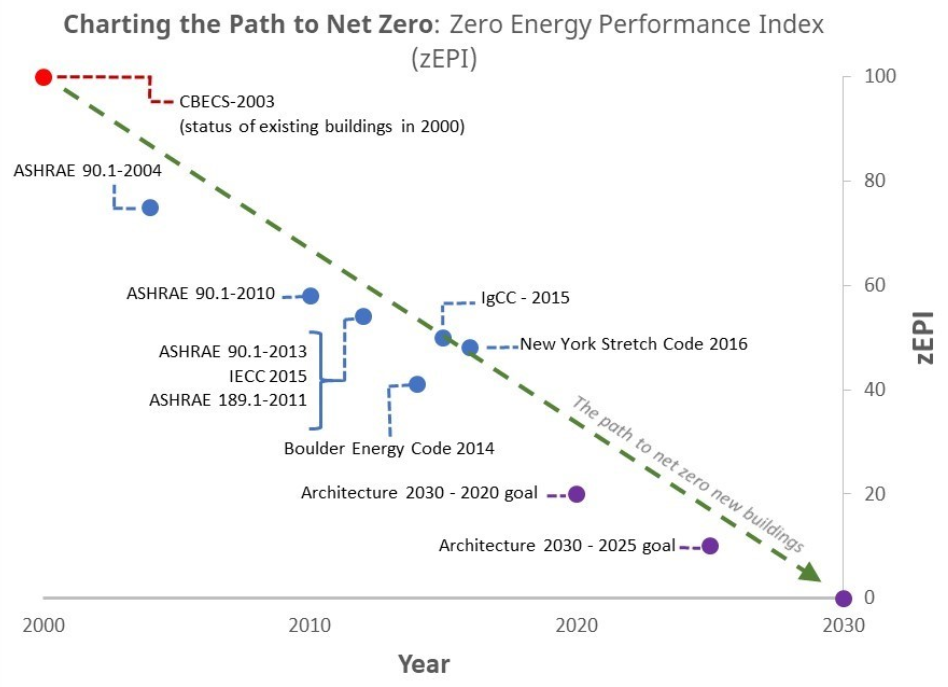 Charting the Path to Net Zero: Zero Energy Performance Index
(zEPI)
100
CBECS-2003
(status of existing buildings in 2000)
ASHRAE 90.1-2004
80
ASHRAE 90.1-2010
IgCC - 2015
60
zEPI
New York Stretch Code 2016
ASHRAE 90.1-2013
IECC 2015
ASHRAE 189.1-2011
40
Boulder Energy Code 2014
The path to net zero new buildings
Architecture 2030 - 2020 goal
20
Architecture 2030 - 2025 goal
0
2000
2010
2020
2030
Year